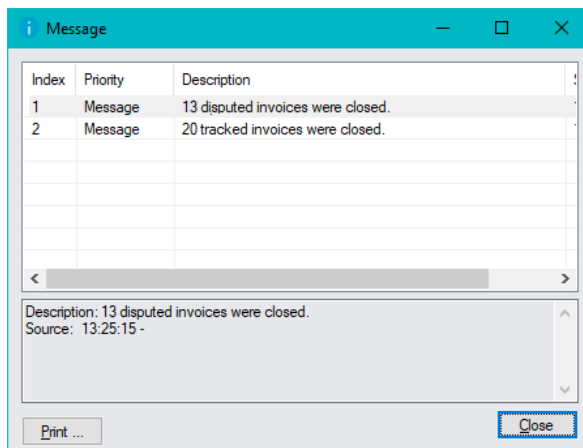 Message
Index Priority Description
1 Message 13 disputed invoices were closed.
2 Message 20 tracked invoices were closed.
Description: 13 disputed invoices were closed.
Source: 13:25:15 -
Print ... Close